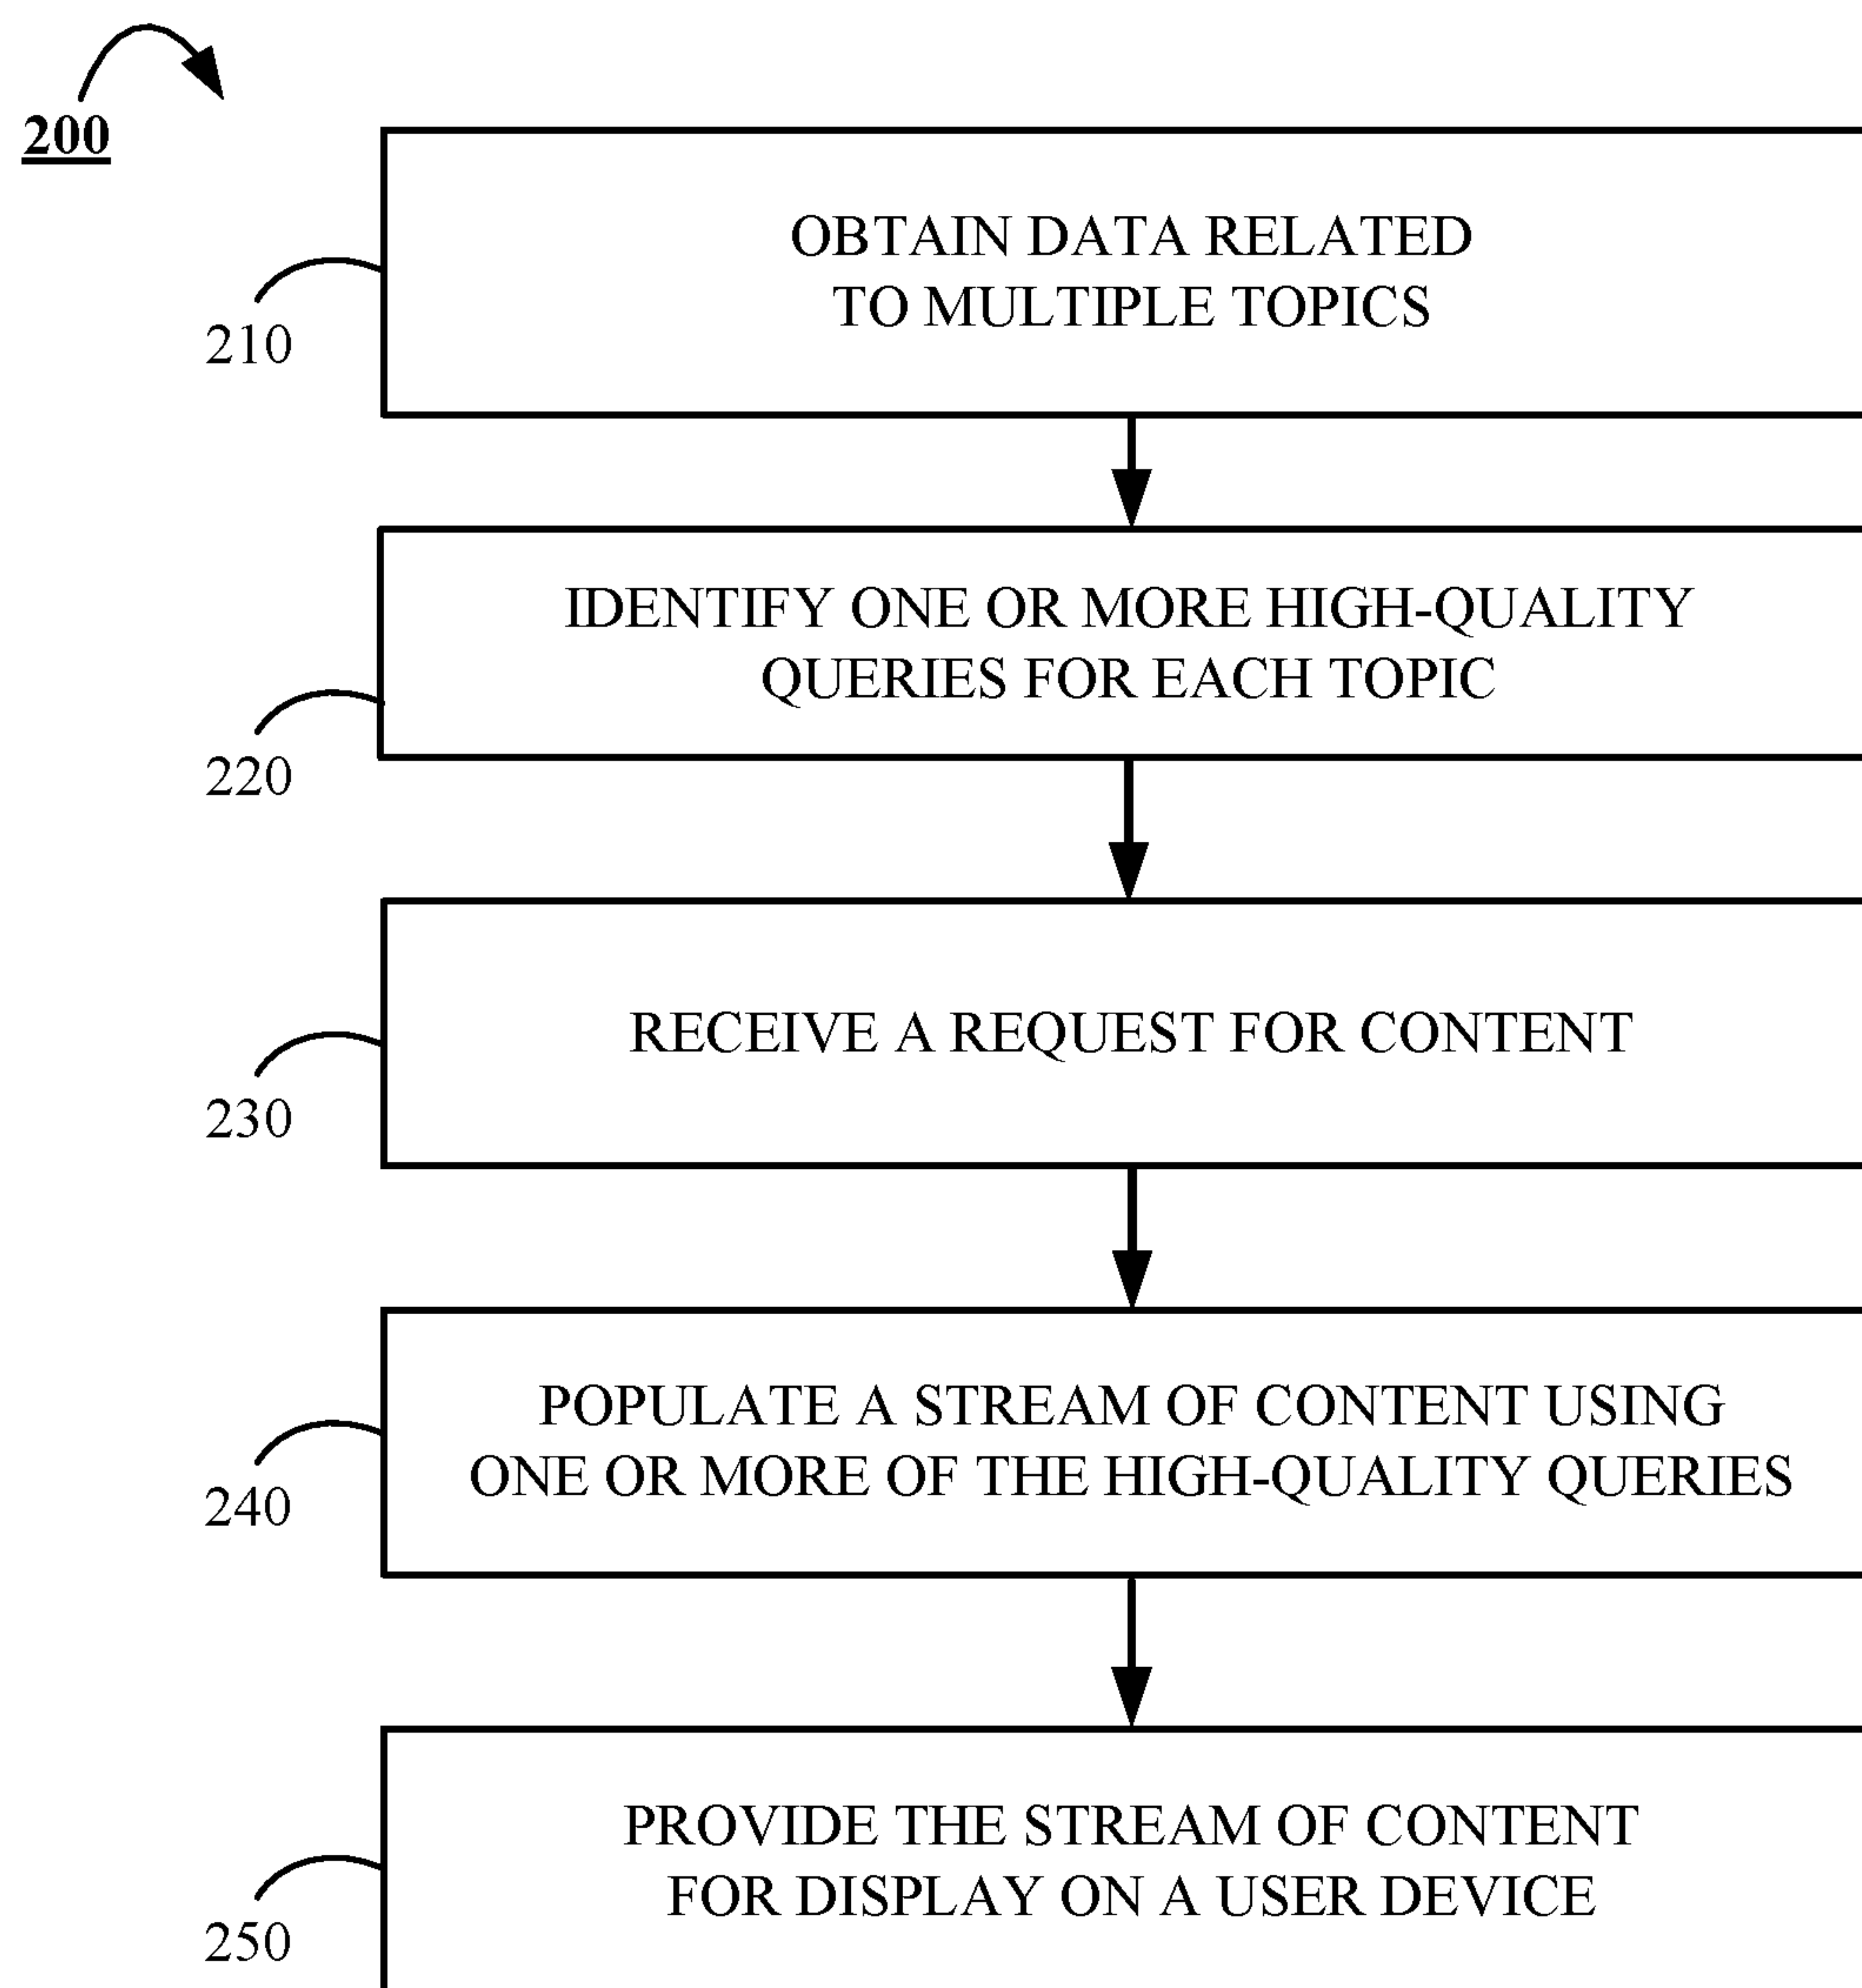 200
OBTAIN DATA RELATED
TO MULTIPLE TOPICS
210
IDENTIFY ONE OR MORE HIGH-QUALITY
QUERIES FOR EACH TOPIC
220
RECEIVE A REQUEST FOR CONTENT
230
POPULATE A STREAM OF CONTENT USING
ONE OR MORE OF THE HIGH-QUALITY QUERIES
240
PROVIDE THE STREAM OF CONTENT
FOR DISPLAY ON A USER DEVICE
250